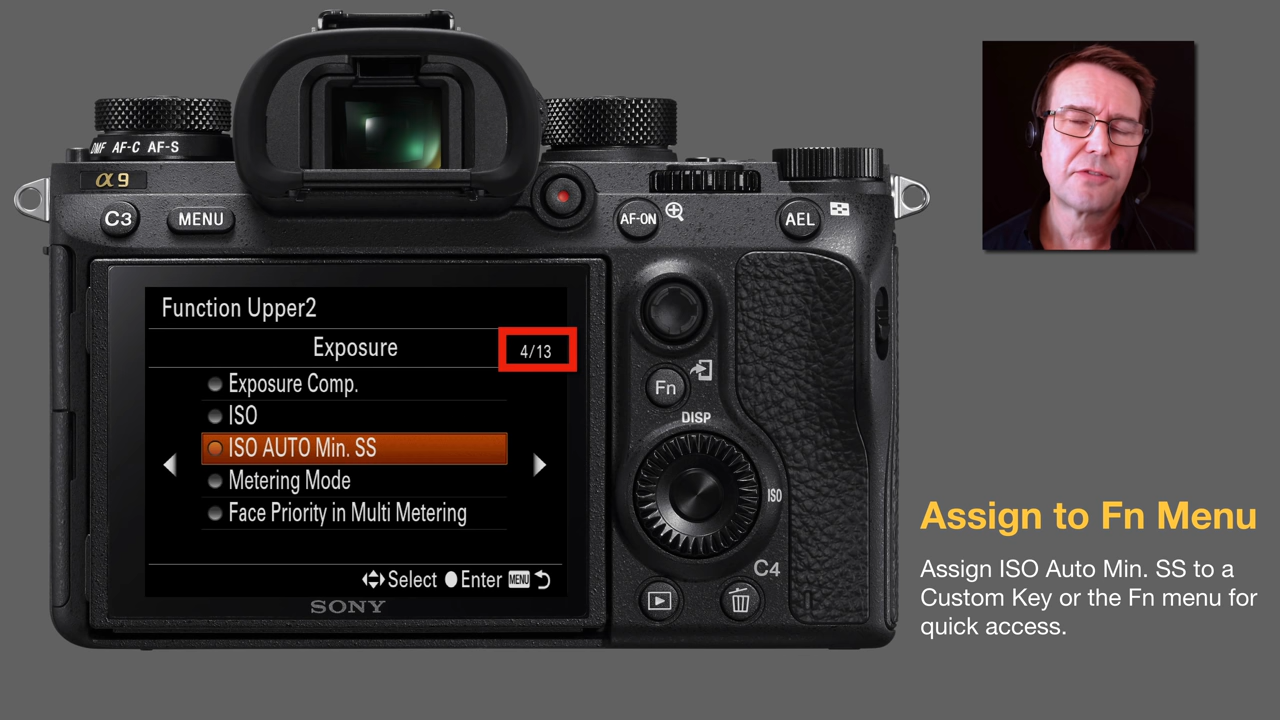 DMF AF-C AF-S
α9
C3
MENU
AF-ON
AEL
Function Upper2
Exposure
4/13
Exposure Comp.
ISO
ISO AUTO Min. SS
Metering Mode
Face Priority in Multi Metering
Select Enter MENU
SONY
Fn
DISP
ISO
C4
Assign to Fn Menu
Assign ISO Auto Min. SS to a
Custom Key or the Fn menu for
quick access.